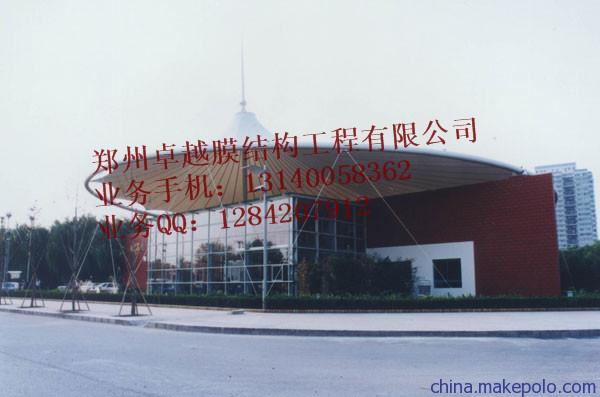 郑州卓越膜结构工程有限公司
业务手机：13140058362
业务QQ：1284207912
china.makepolo.com